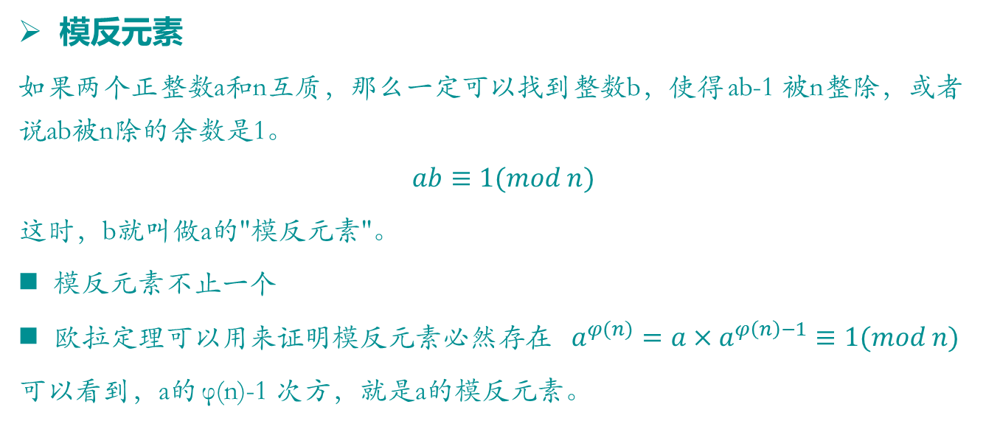 ➢ 模反元素
如果两个正整数a和n互质，那么一定可以找到整数b，使得ab-1 被n整除，或者
说ab被n除的余数是1。
ab ≡ 1(mod n)
这时，b就叫做a的"模反元素"。
■ 模反元素不止一个
■ 欧拉定理可以用来证明模反元素必然存在 a^{φ(n)} = a × a^{φ(n)−1} ≡ 1(mod n)
可以看到，a的 φ(n)-1 次方，就是a的模反元素。